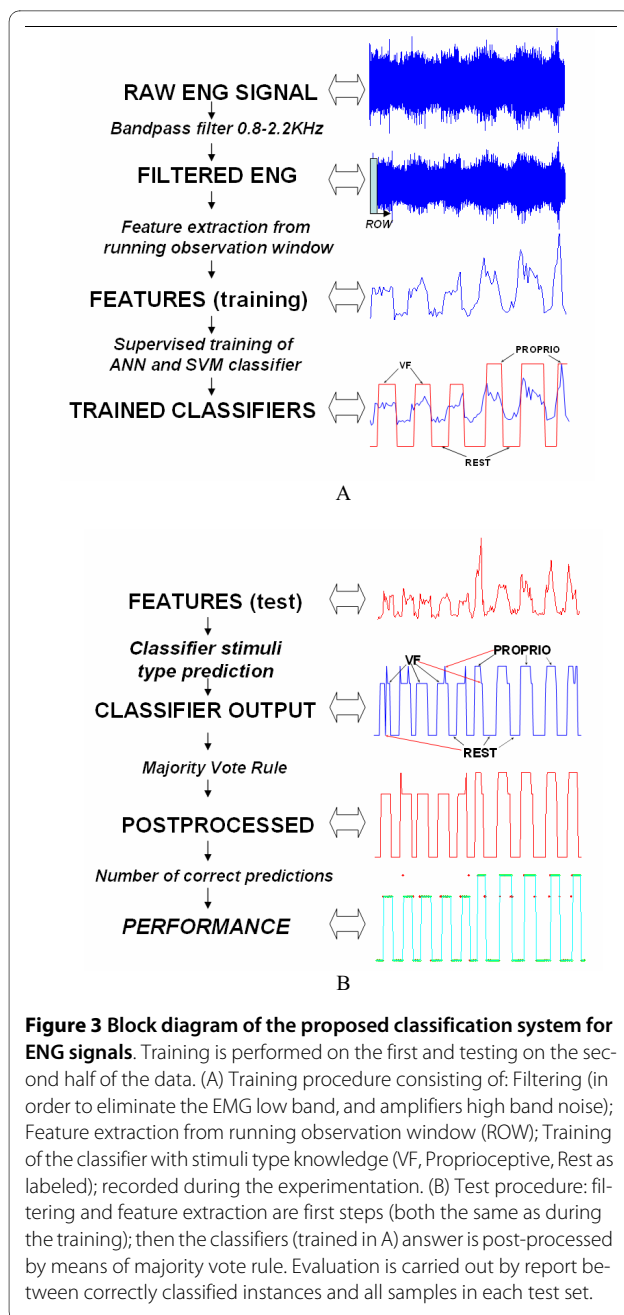 RAW ENG SIGNAL
Bandpass filter 0.8-2.2KHz
FILTERED ENG
ROW
Feature extraction from
running observation window
FEATURES (training)
Supervised training of
ANN and SVM classifier
VF
PROPRIO
TRAINED CLASSIFIERS
REST
A
FEATURES (test)
Classifier stimuli
type prediction
VF
PROPRIO
CLASSIFIER OUTPUT
REST
Majority Vote Rule
POSTPROCESSED
Number of correct predictions
PERFORMANCE
B
Figure 3 Block diagram of the proposed classification system for
ENG signals. Training is performed on the first and testing on the sec-
ond half of the data. (A) Training procedure consisting of: Filtering (in
order to eliminate the EMG low band, and amplifiers high band noise);
Feature extraction from running observation window (ROW); Training
of the classifier with stimuli type knowledge (VF, Proprioceptive, Rest as
labeled); recorded during the experimentation. (B) Test procedure: fil-
tering and feature extraction are first steps (both the same as during
the training); then the classifiers (trained in A) answer is post-processed
by means of majority vote rule. Evaluation is carried out by report be-
tween correctly classified instances and all samples in each test set.